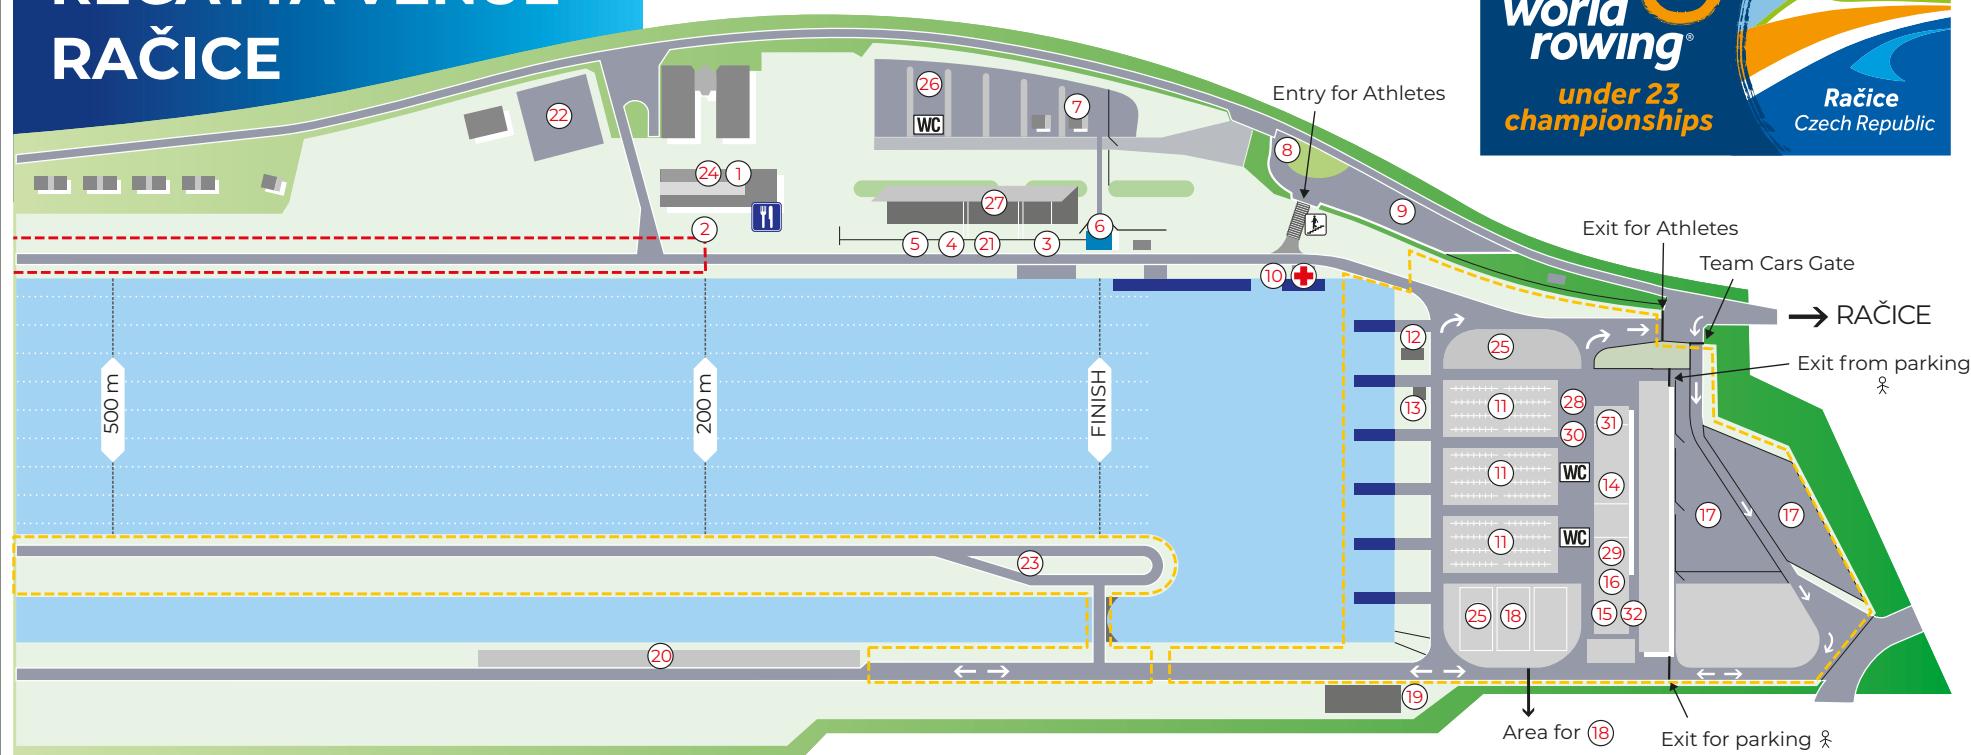 REGATTA VENUE
RAČICE
world
rowing®
under 23
championships
Račice
Czech Republic
Entry for Athletes
Exit for Athletes
Team Cars Gate
RAČICE
Exit from parking
22
26
WC
7
8
9
24
1
2
27
6
5
4
21
3
10
12
13
25
11
28
30
31
11
WC
14
11
WC
29
16
15
32
17
17
25
18
500 m
200 m
FINISH
23
20
19
Area for 18
Exit for parking